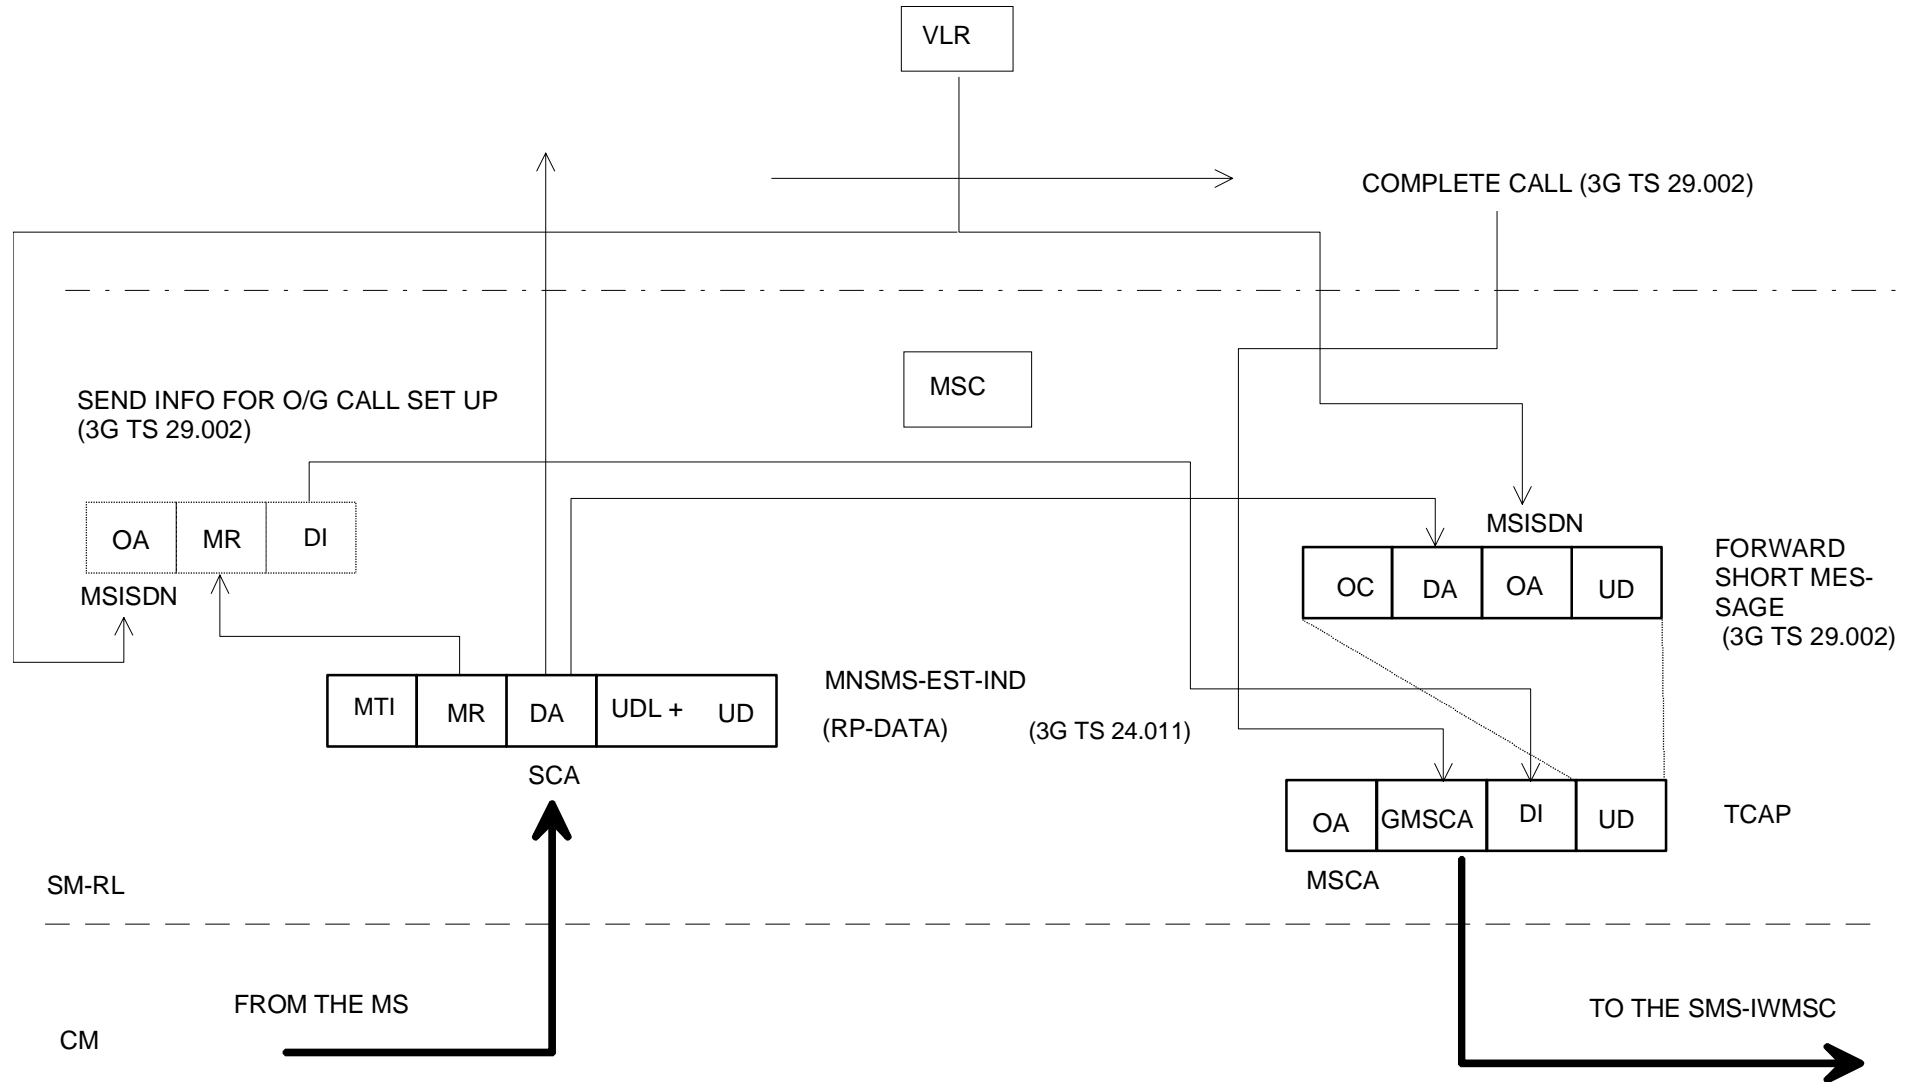 VLR
COMPLETE CALL (3G TS 29.002)
MSC
SEND INFO FOR O/G CALL SET UP
(3G TS 29.002)
OA MR DI
MSISDN
MSISDN
OC DA OA UD
FORWARD
SHORT MES-
SAGE
(3G TS 29.002)
MTI MR DA UDL + UD
MNSMS-EST-IND
(RP-DATA) (3G TS 24.011)
SCA
OA GMSCA DI UD
TCAP
MSCA
SM-RL
FROM THE MS
TO THE SMS-IWMSC
CM